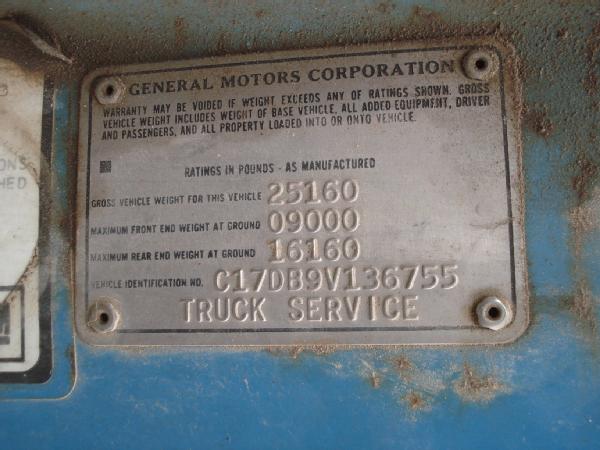 GENERAL MOTORS CORPORATION
WARRANTY MAY BE VOIDED IF WEIGHT EXCEEDS ANY OF RATINGS SHOWN. GROSS
VEHICLE WEIGHT INCLUDES WEIGHT OF BASE VEHICLE, ALL ADDED EQUIPMENT, DRIVER
AND PASSENGERS, AND ALL PROPERTY LOADED INTO OR ONTO VEHICLE.
RATINGS IN POUNDS - AS MANUFACTURED
GROSS VEHICLE WEIGHT FOR THIS VEHICLE 25160
MAXIMUM FRONT END WEIGHT AT GROUND 09000
MAXIMUM REAR END WEIGHT AT GROUND 16160
VEHICLE IDENTIFICATION NO. C17DB9V136755
TRUCK SERVICE